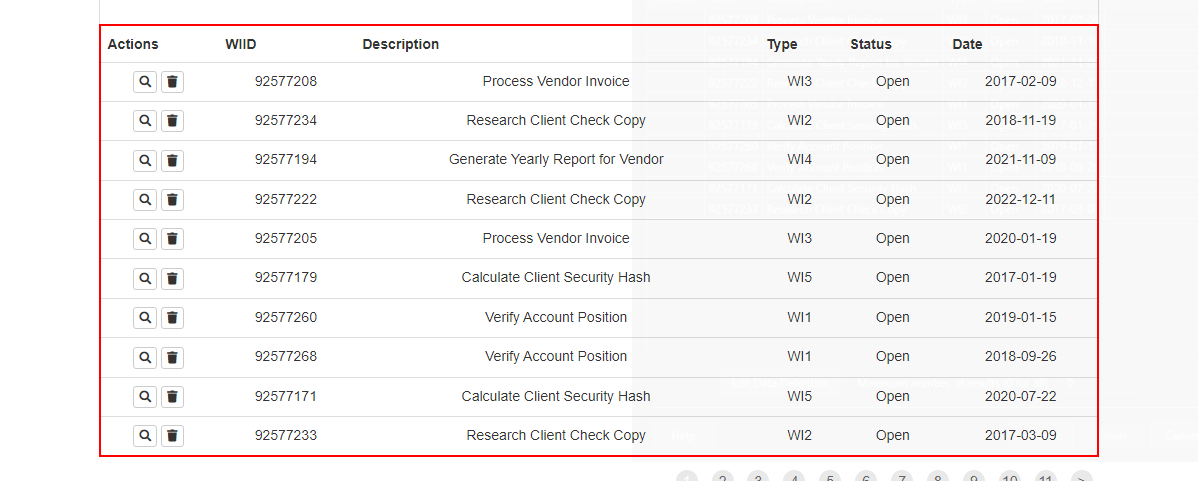 Actions WIID Description Type Status Date
92577208 Process Vendor Invoice WI3 Open 2017-02-09
92577234 Research Client Check Copy WI2 Open 2018-11-19
92577194 Generate Yearly Report for Vendor WI4 Open 2021-11-09
92577222 Research Client Check Copy WI2 Open 2022-12-11
92577205 Process Vendor Invoice WI3 Open 2020-01-19
92577179 Calculate Client Security Hash WI5 Open 2017-01-19
92577260 Verify Account Position WI1 Open 2019-01-15
92577268 Verify Account Position WI1 Open 2018-09-26
92577171 Calculate Client Security Hash WI5 Open 2020-07-22
92577233 Research Client Check Copy WI2 Open 2017-03-09
1 2 3 4 5 6 7 8 9 10 11 >